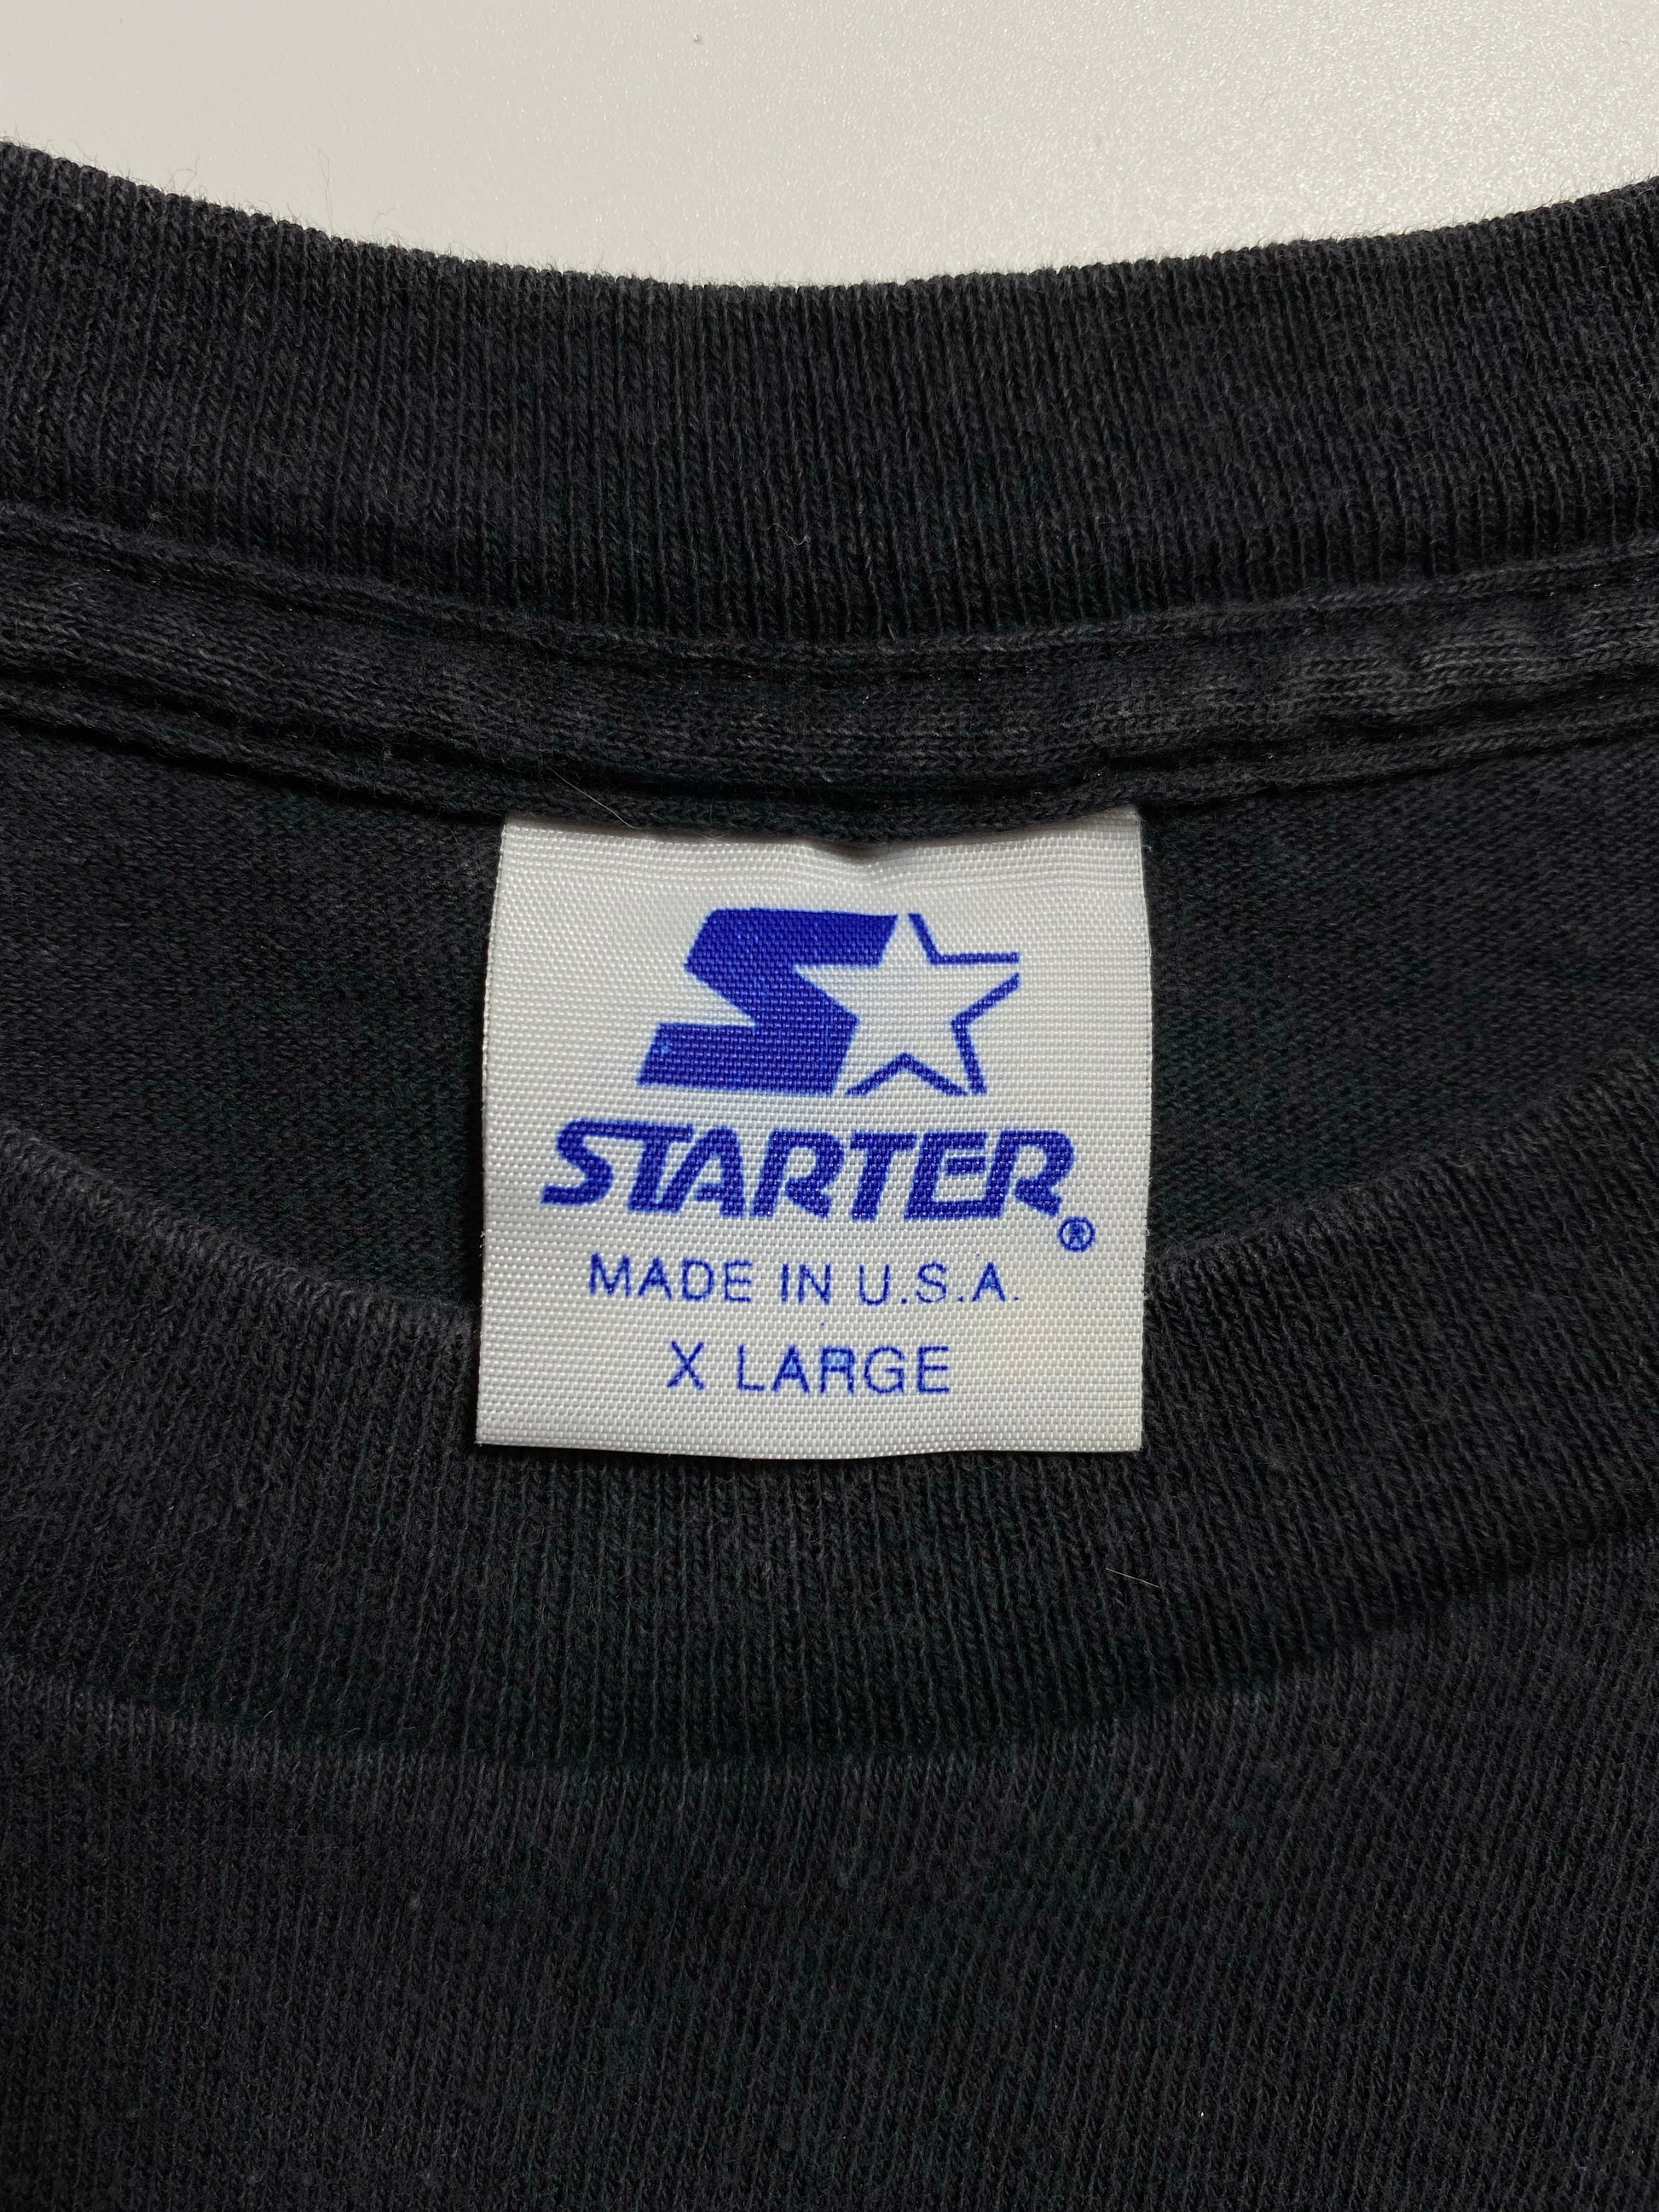 S
STARTER®
MADE IN U.S.A.
X LARGE